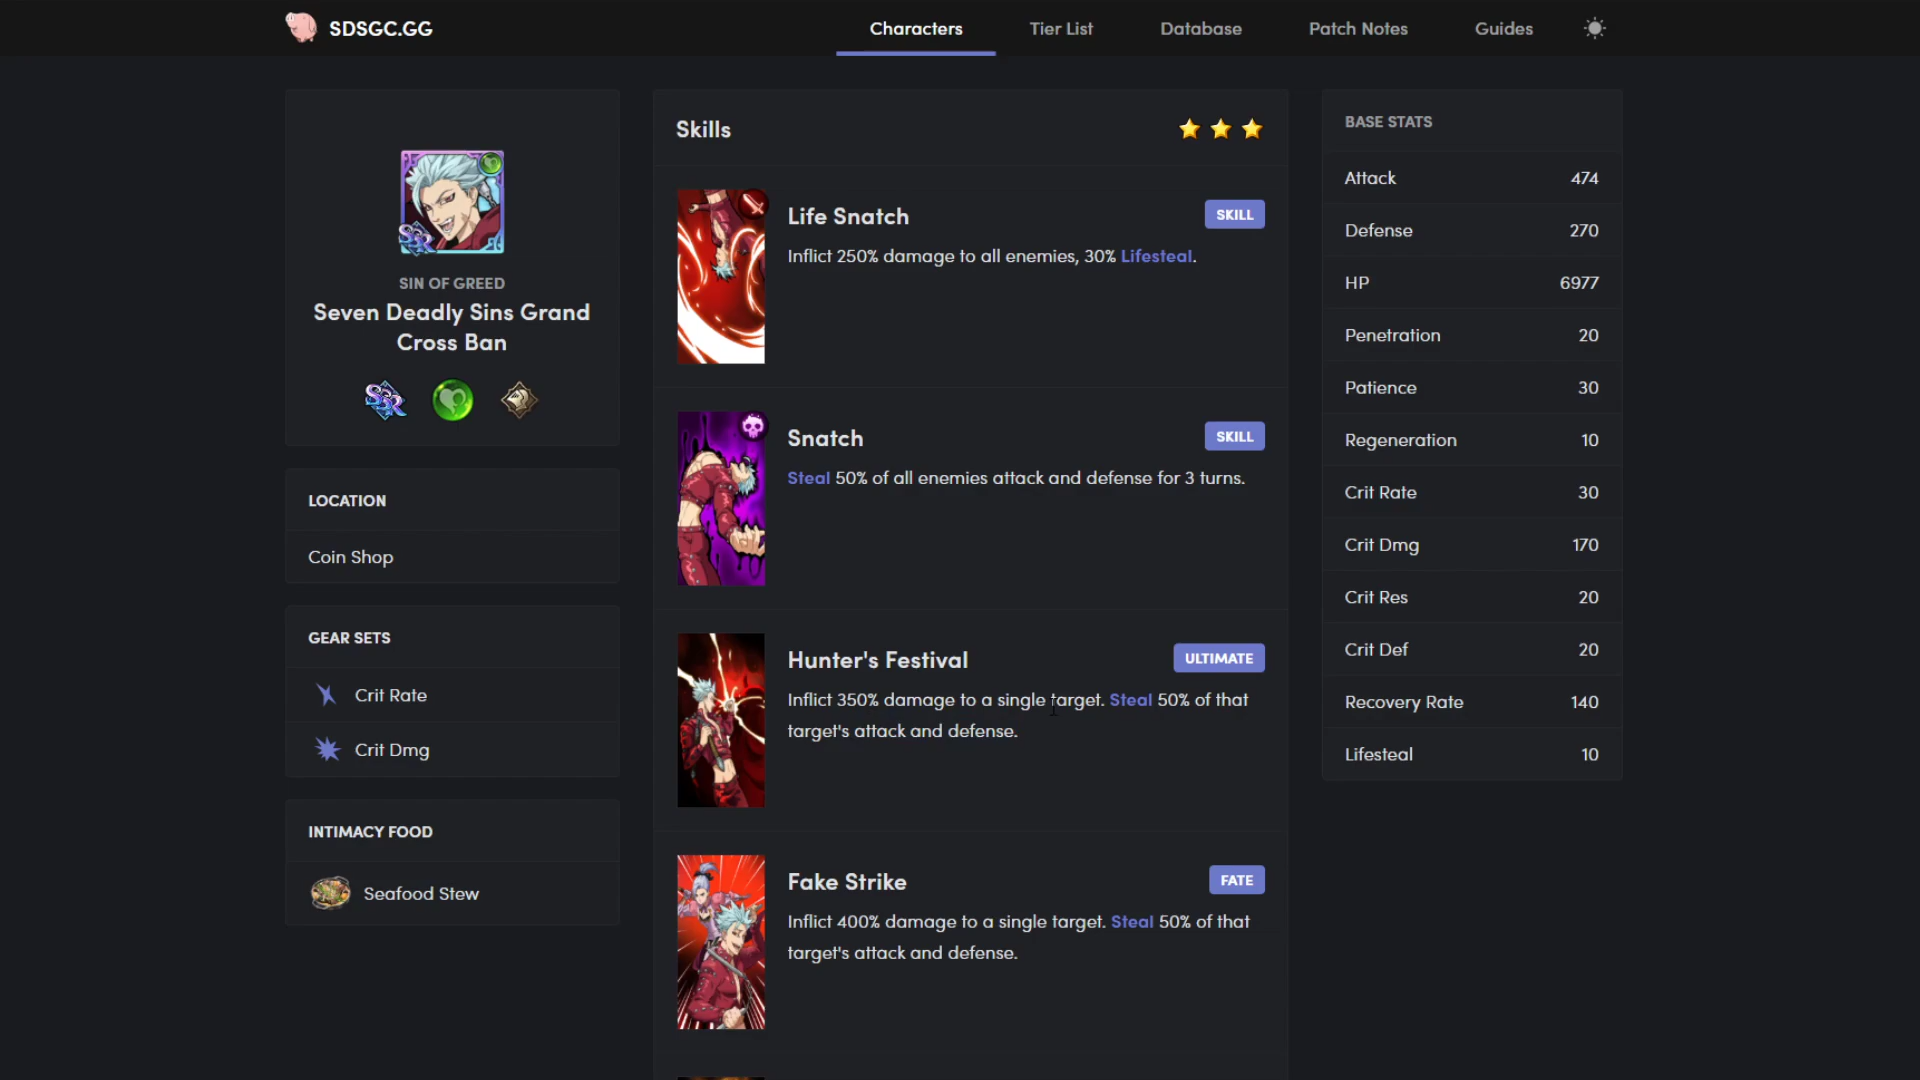 SDSGC.GG
Characters
Tier List
Database
Patch Notes
Guides
SSR
SIN OF GREED
Seven Deadly Sins Grand
Cross Ban
SSR
LOCATION
Coin Shop
GEAR SETS
Crit Rate
Crit Dmg
INTIMACY FOOD
Seafood Stew
Skills
Life Snatch
SKILL
Inflict 250% damage to all enemies, 30% Lifesteal.
Snatch
SKILL
Steal 50% of all enemies attack and defense for 3 turns.
Hunter's Festival
ULTIMATE
Inflict 350% damage to a single target. Steal 50% of that
target's attack and defense.
Fake Strike
FATE
Inflict 400% damage to a single target. Steal 50% of that
target's attack and defense.
BASE STATS
Attack 474
Defense 270
HP 6977
Penetration 20
Patience 30
Regeneration 10
Crit Rate 30
Crit Dmg 170
Crit Res 20
Crit Def 20
Recovery Rate 140
Lifesteal 10